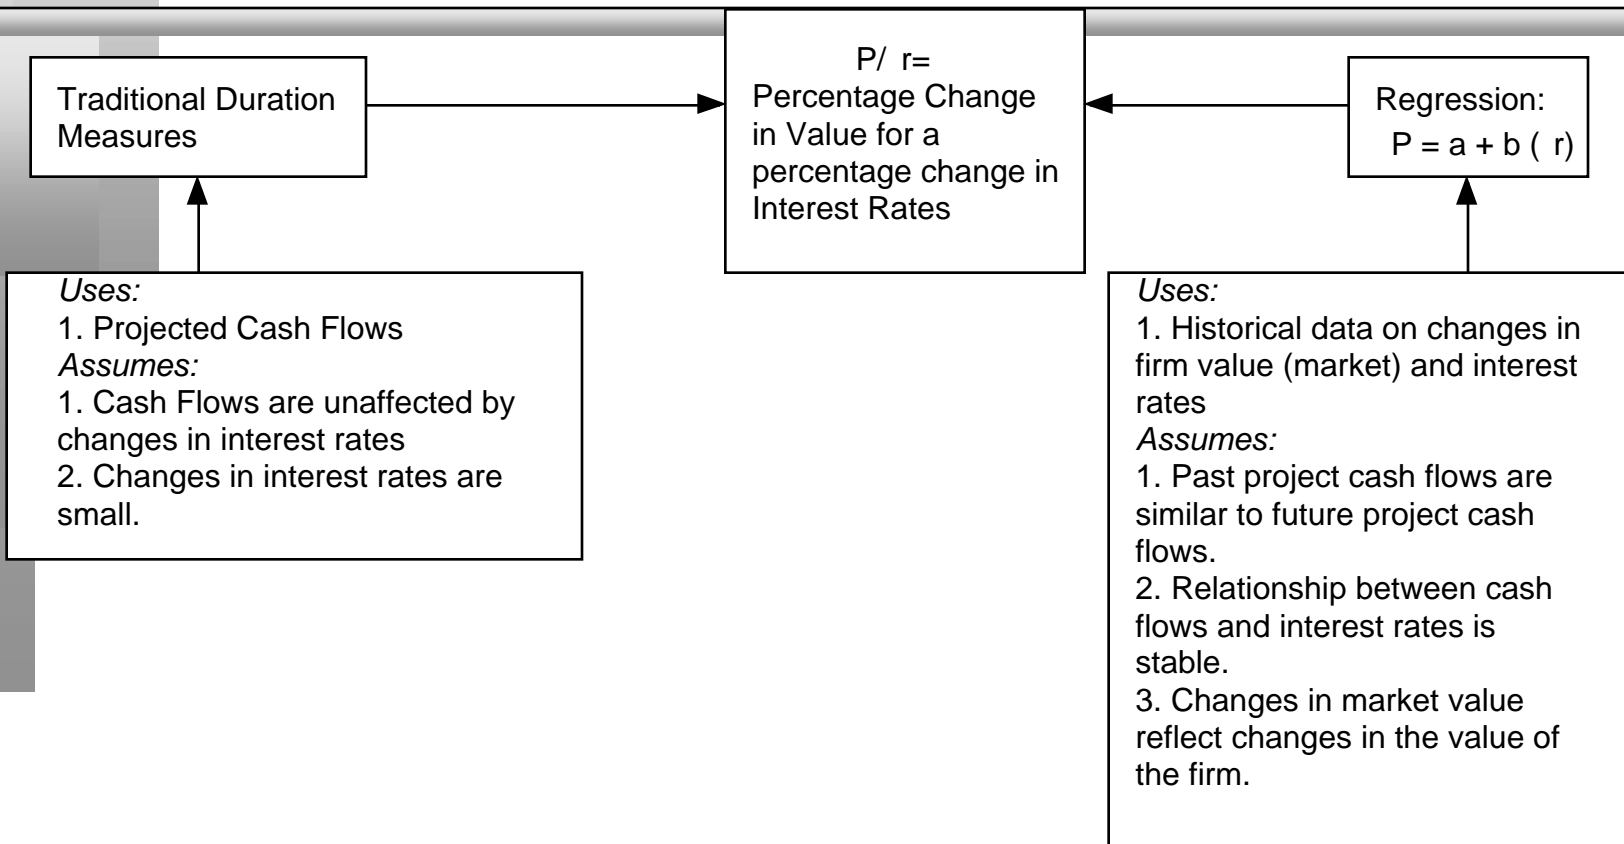 Traditional Duration
Measures
P/ r=
Percentage Change
in Value for a
percentage change in
Interest Rates
Regression:
P = a + b ( r)
Uses:
1. Projected Cash Flows
Assumes:
1. Cash Flows are unaffected by
changes in interest rates
2. Changes in interest rates are
small.
Uses:
1. Historical data on changes in
firm value (market) and interest
rates
Assumes:
1. Past project cash flows are
similar to future project cash
flows.
2. Relationship between cash
flows and interest rates is
stable.
3. Changes in market value
reflect changes in the value of
the firm.